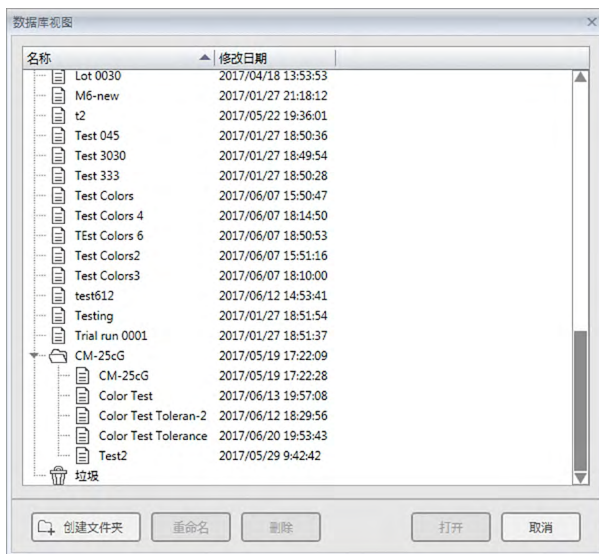 数据库视图
名称 修改日期
Lot 0030 2017/04/18 13:53:53
M6-new 2017/01/27 21:18:12
t2 2017/05/22 19:36:01
Test 045 2017/01/27 18:50:36
Test 3030 2017/01/27 18:49:54
Test 333 2017/01/27 18:50:28
Test Colors 2017/06/07 15:50:47
Test Colors 4 2017/06/07 18:14:50
TEst Colors 6 2017/06/07 18:50:53
Test Colors2 2017/06/07 15:51:16
Test Colors3 2017/06/07 18:10:00
test612 2017/06/12 14:53:41
Testing 2017/01/27 18:51:54
Trial run 0001 2017/01/27 18:51:37
CM-25cG 2017/05/19 17:22:09
CM-25cG 2017/05/19 17:22:28
Color Test 2017/06/13 19:57:08
Color Test Toleran-2 2017/06/12 18:29:56
Color Test Tolerance 2017/06/20 19:53:43
Test2 2017/05/29 9:42:42
垃圾
创建文件夹 重命名 删除 打开 取消